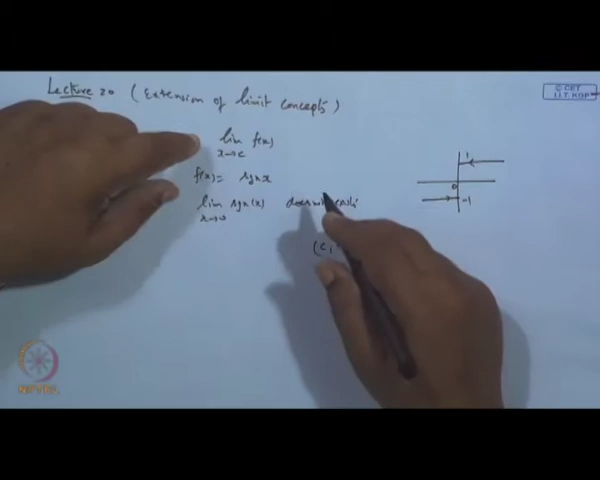 Lecture 20 (Extension of limit concepts)
© CET
I.I.T. KGP
lim f(x)
x→c
f(x) = sgn x
lim sgn(x) does not exist
x→0
1
0
-1
(c,
NPTEL